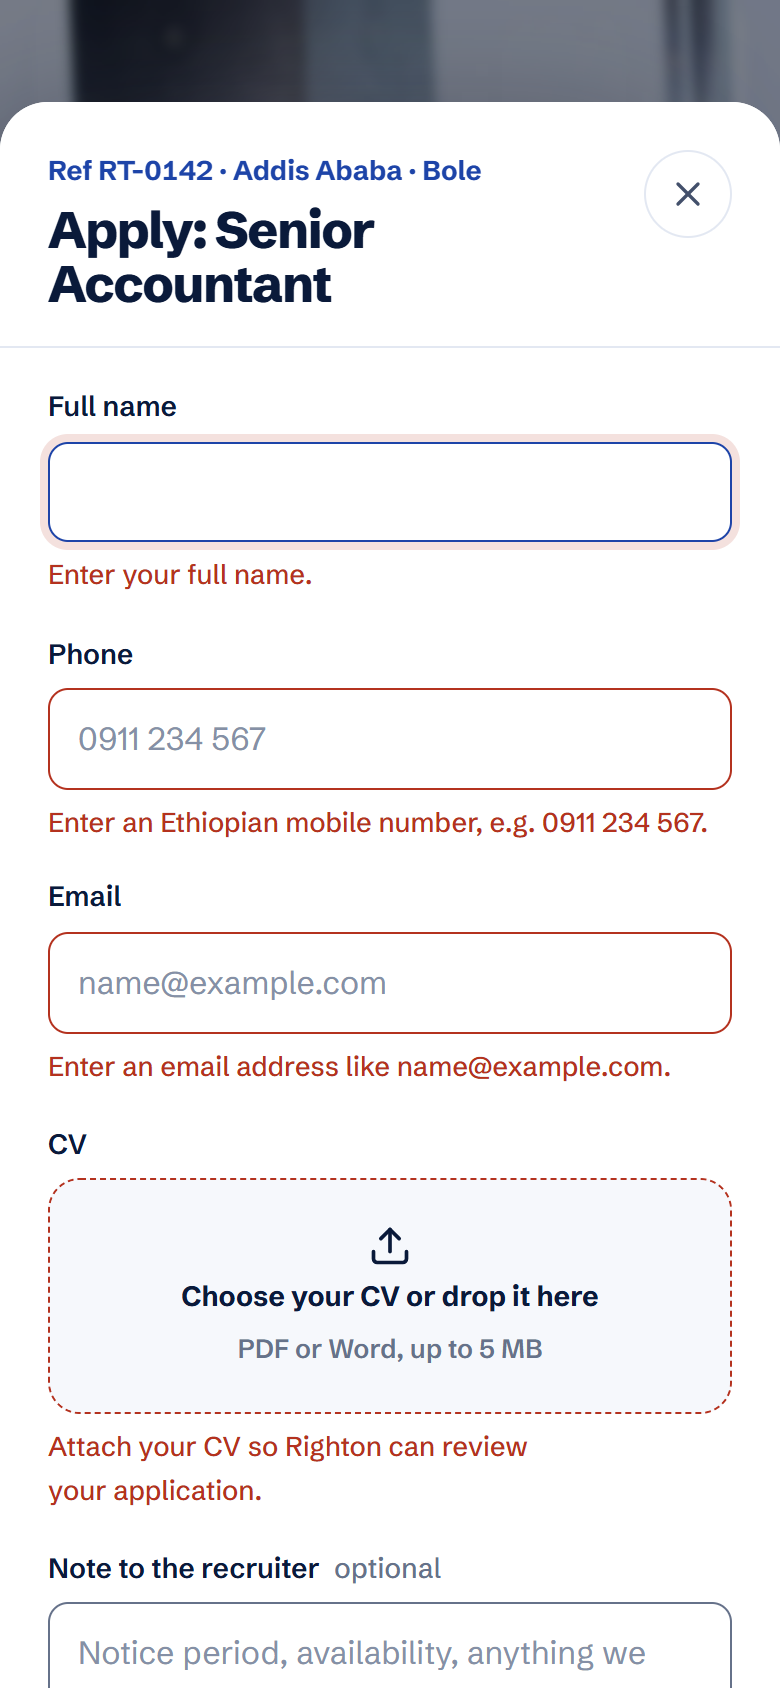 Ref RT-0142 · Addis Ababa · Bole
Apply: Senior
Accountant
Full name
Enter your full name.
Phone
0911 234 567
Enter an Ethiopian mobile number, e.g. 0911 234 567.
Email
name@example.com
Enter an email address like name@example.com.
CV
Choose your CV or drop it here
PDF or Word, up to 5 MB
Attach your CV so Righton can review
your application.
Note to the recruiter optional
Notice period, availability, anything we